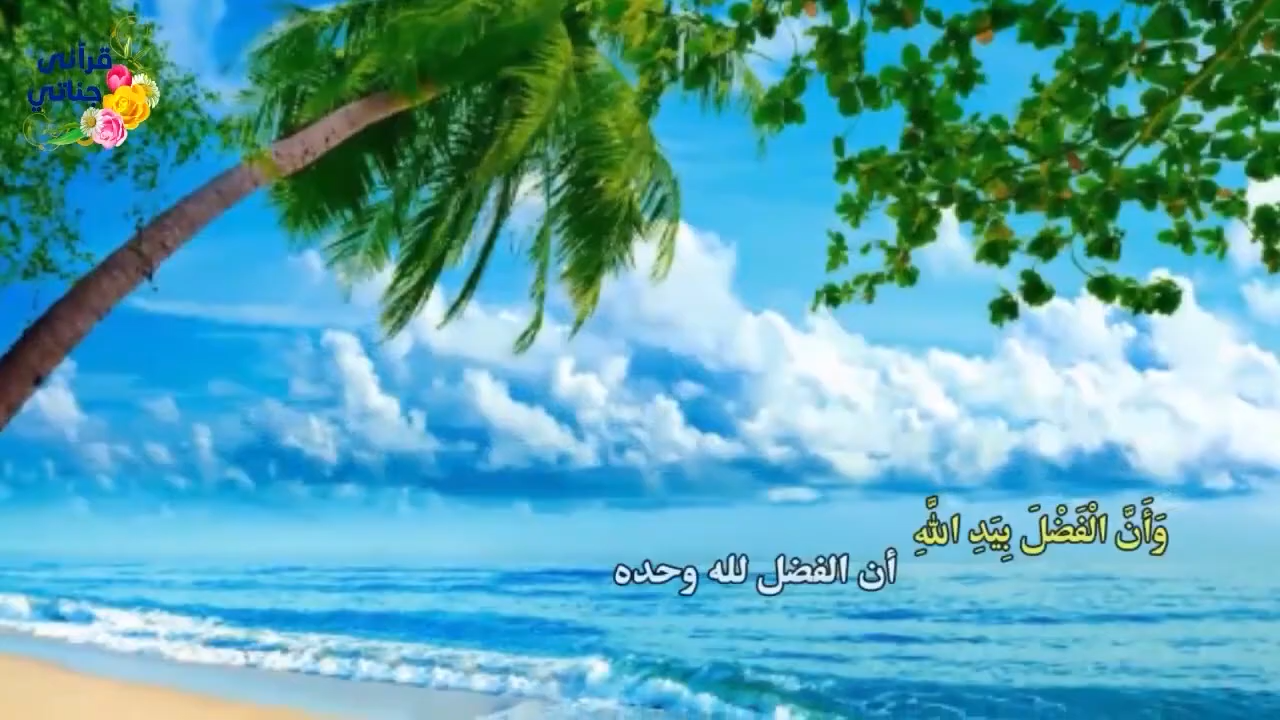 قرآني
جناتي
وَأَنَّ الْفَضْلَ بِيَدِ اللَّهِ
أن الفضل لله وحده